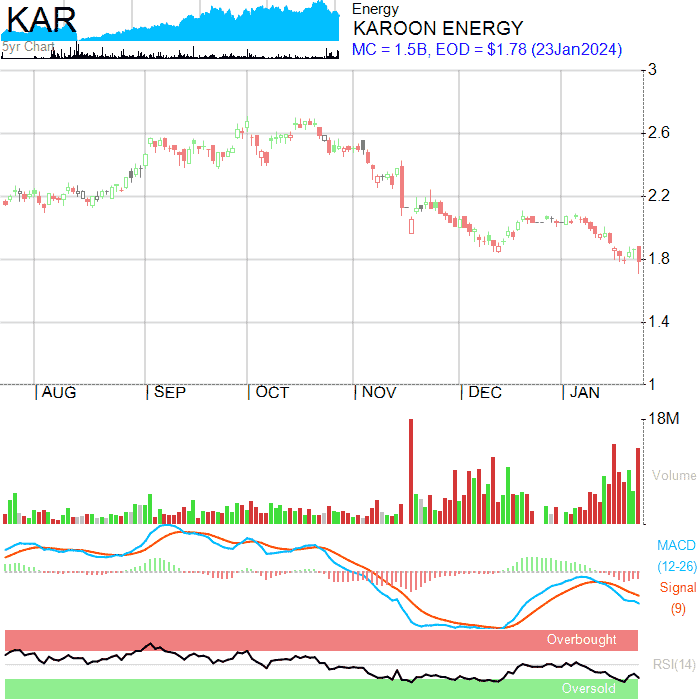 KAR
5yr Chart
Energy
KAROON ENERGY
MC = 1.5B, EOD = $1.78 (23Jan2024)
3
2.6
2.2
1.8
1.4
1
AUG
SEP
OCT
NOV
DEC
JAN
18M
Volume
MACD
(12-26)
Signal
(9)
Overbought
RSI(14)
Oversold